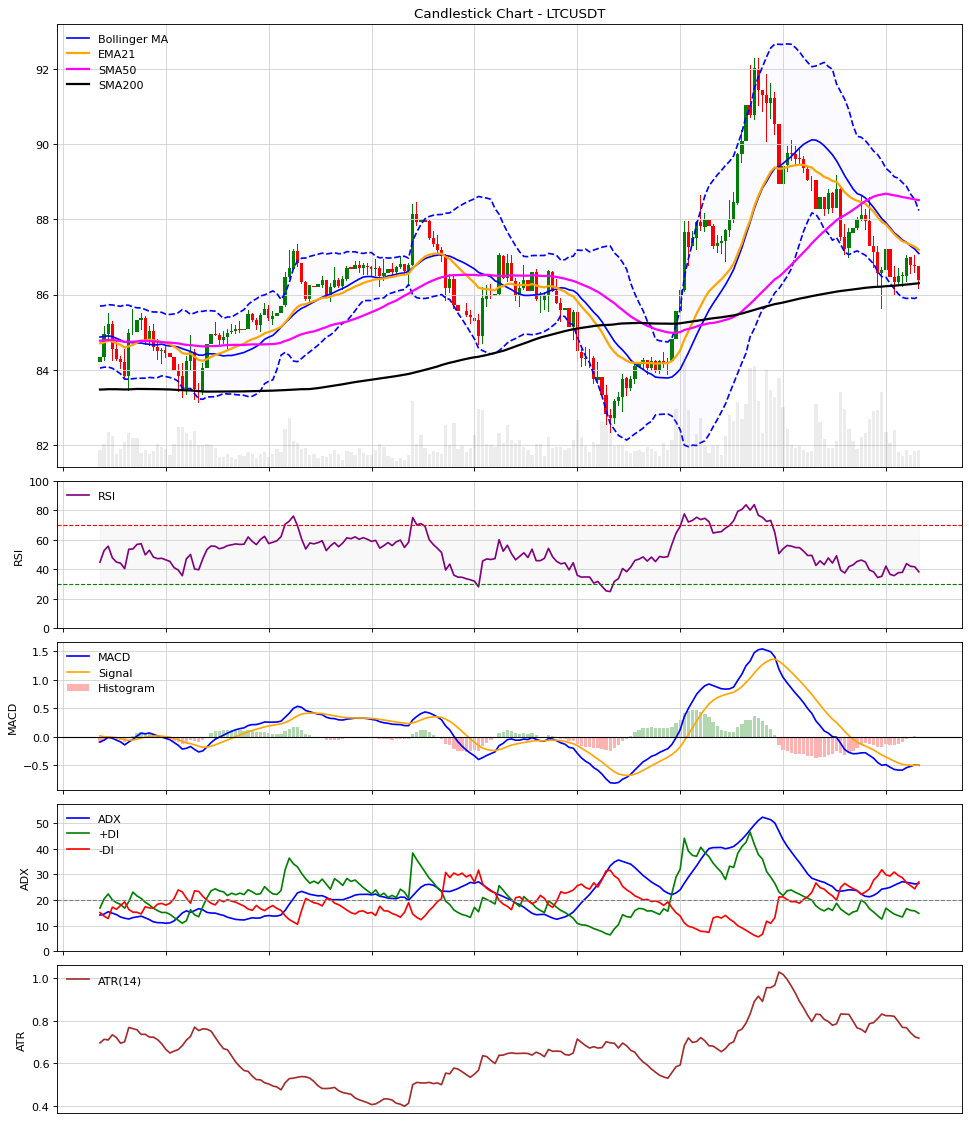 Candlestick Chart - LTCUSDT
Bollinger MA
EMA21
SMA50
SMA200
92
90
88
86
84
82
RSI
RSI
100
80
60
40
20
0
MACD
Signal
Histogram
MACD
1.5
1.0
0.5
0.0
−0.5
ADX
+DI
-DI
ADX
50
40
30
20
10
0
ATR(14)
ATR
1.0
0.8
0.6
0.4